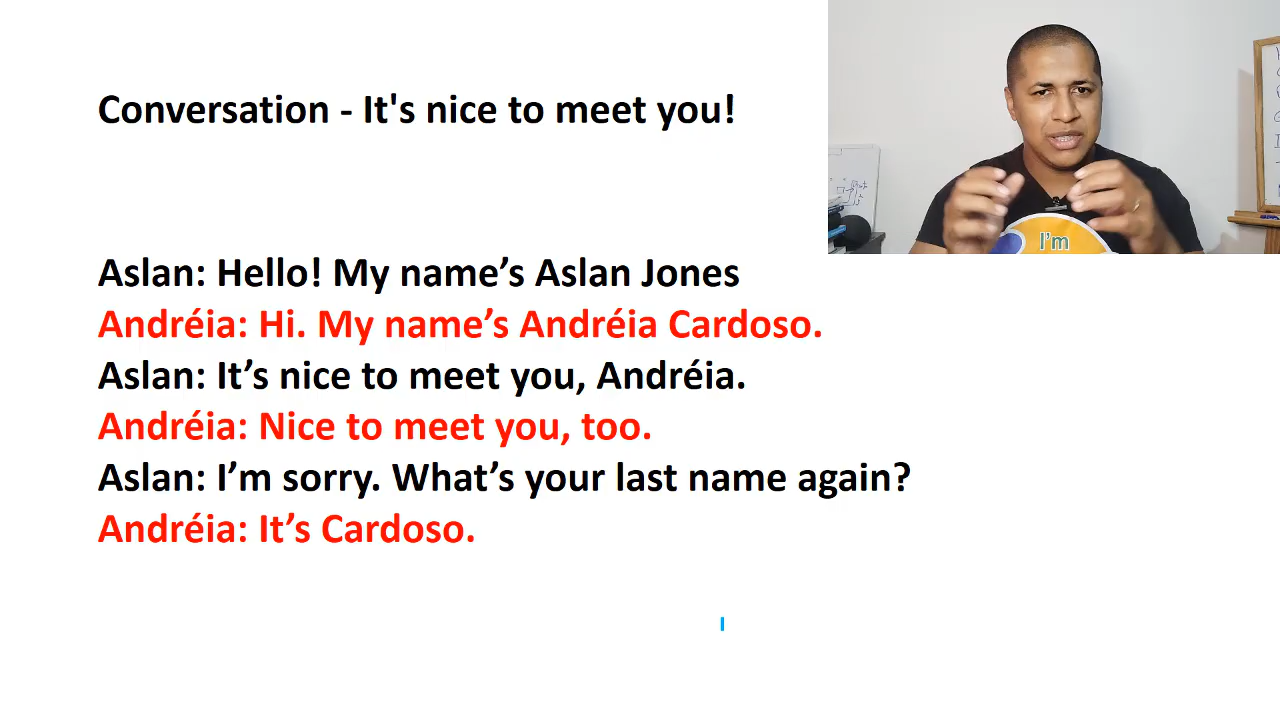 Conversation - It's nice to meet you!
I'm
Aslan: Hello! My name’s Aslan Jones
Andréia: Hi. My name’s Andréia Cardoso.
Aslan: It’s nice to meet you, Andréia.
Andréia: Nice to meet you, too.
Aslan: I’m sorry. What’s your last name again?
Andréia: It’s Cardoso.